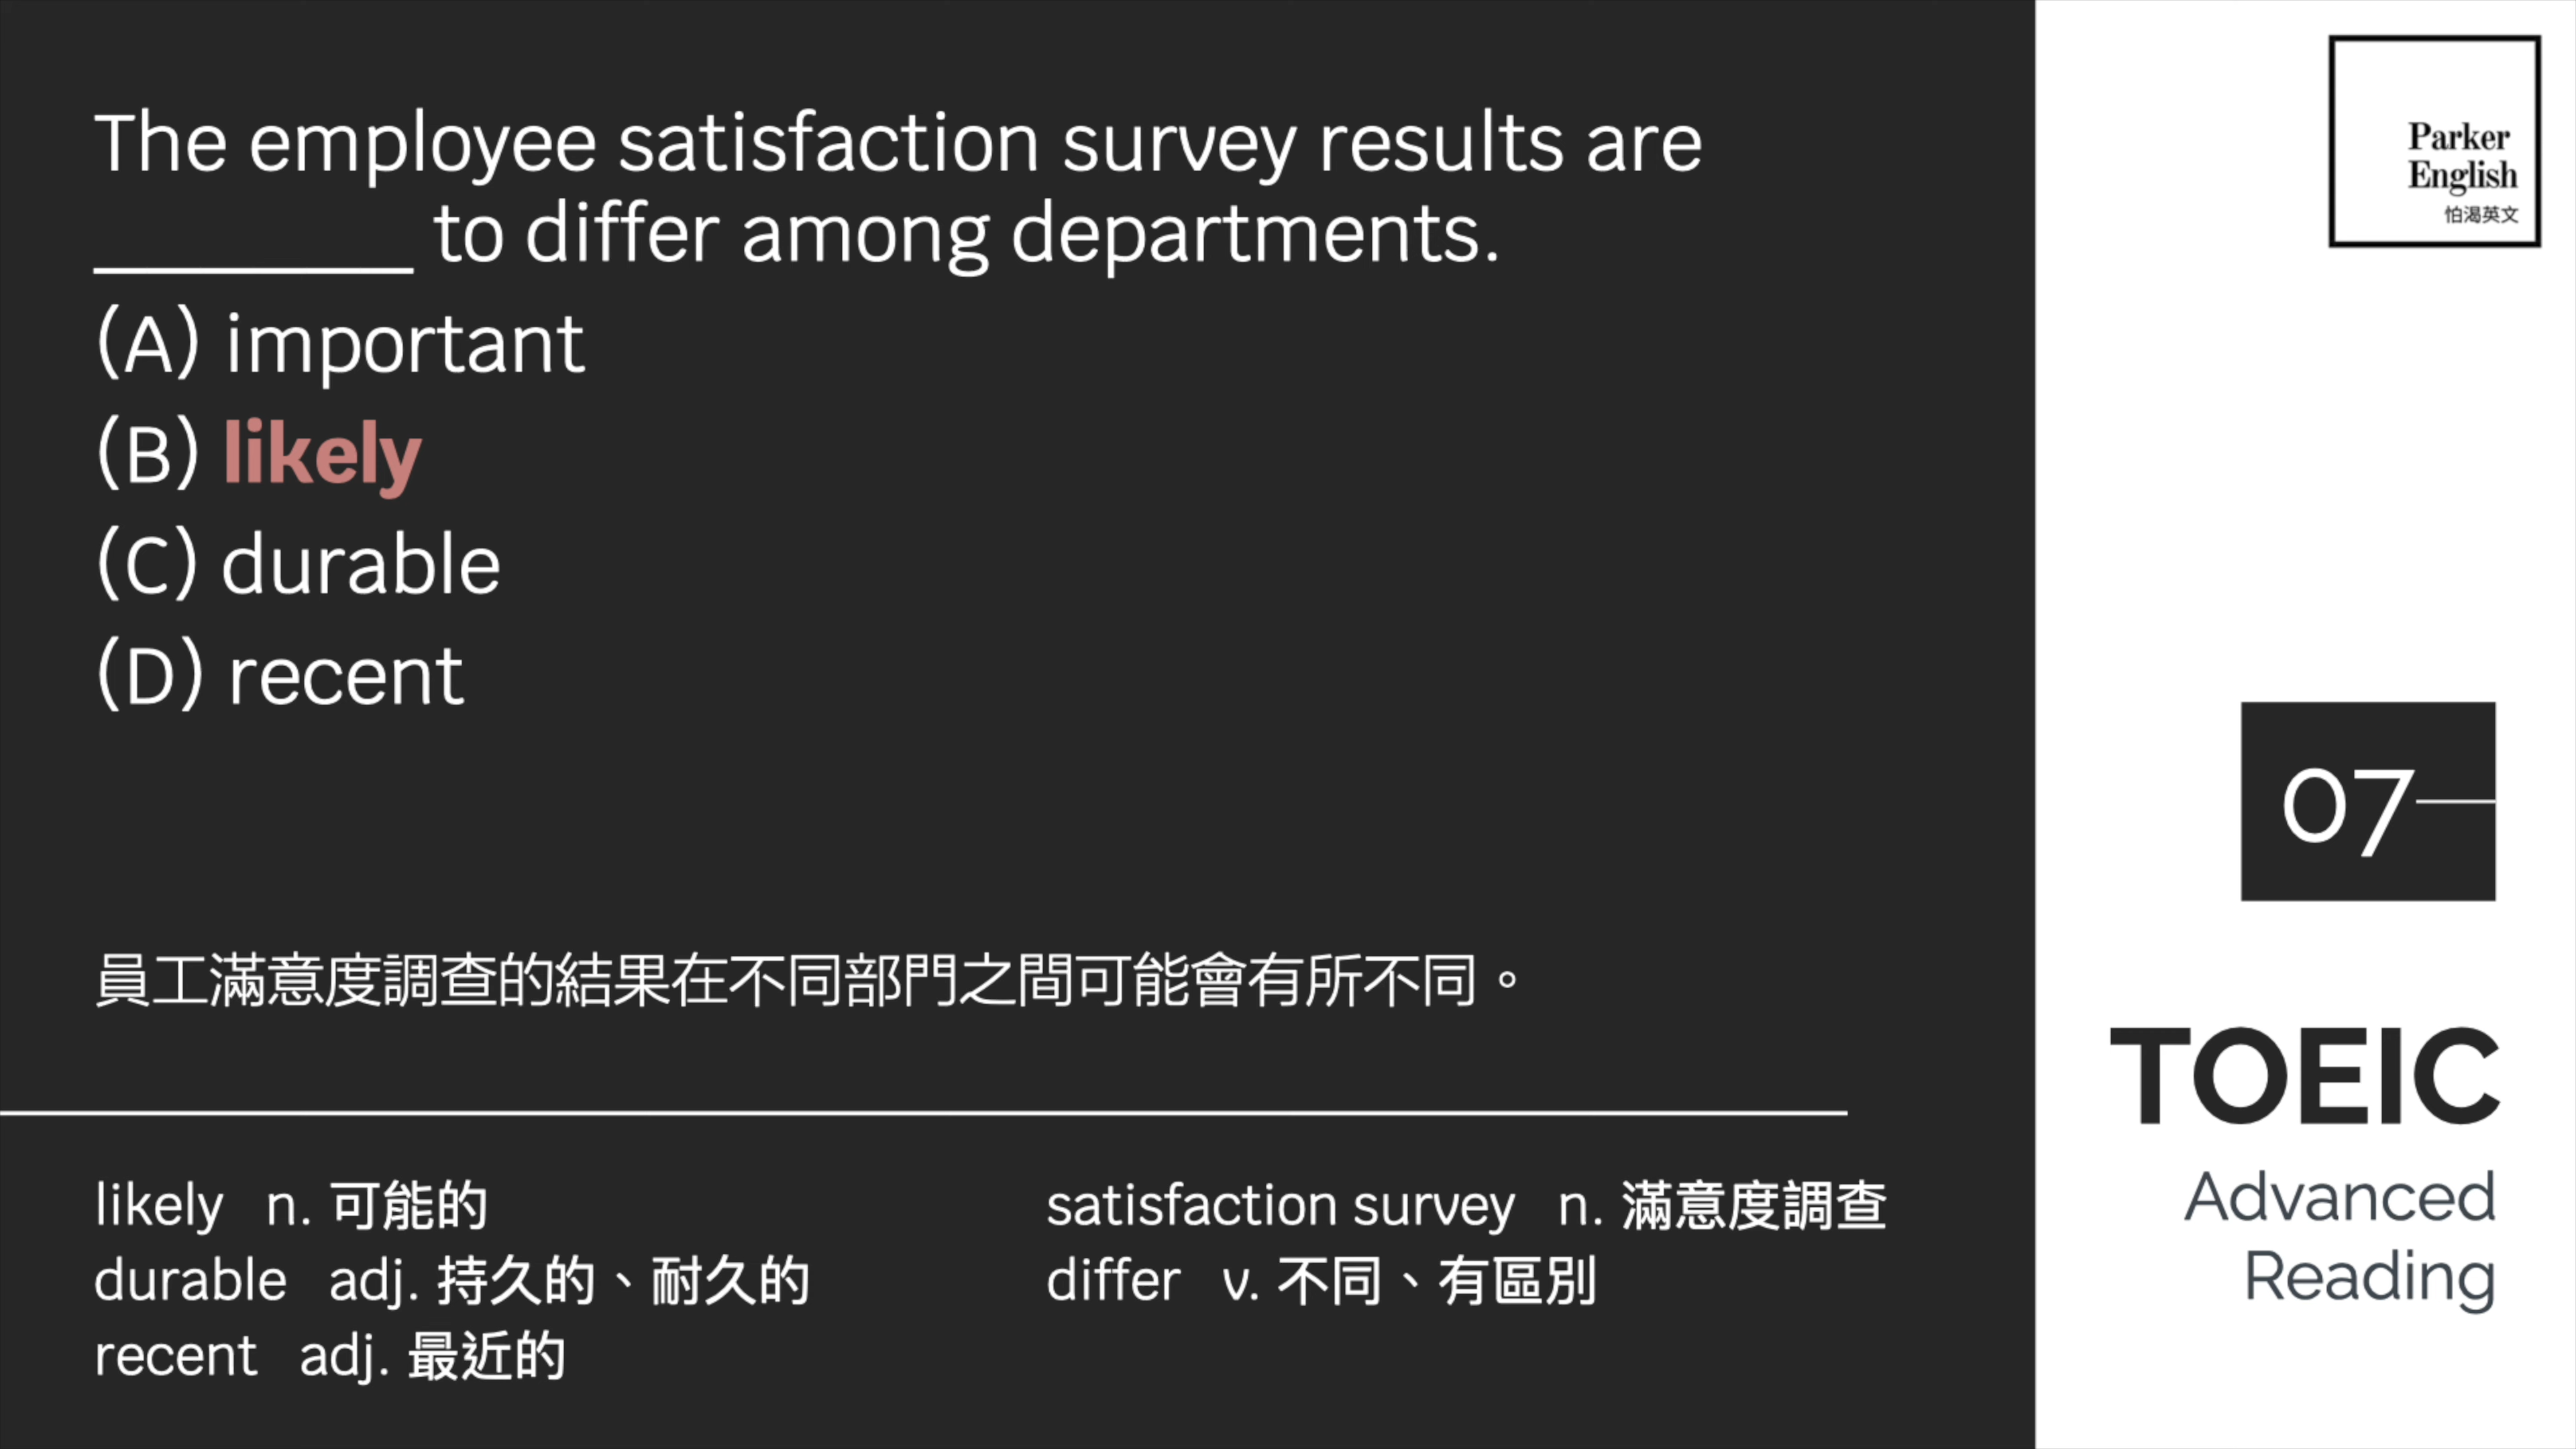 The employee satisfaction survey results are
________ to differ among departments.
(A) important
(B) likely
(C) durable
(D) recent
員工滿意度調查的結果在不同部門之間可能會有所不同。
likely n. 可能的
durable adj. 持久的、耐久的
recent adj. 最近的
satisfaction survey n. 滿意度調查
differ v. 不同、有區別
Parker
English
怕渴英文
07
TOEIC
Advanced
Reading